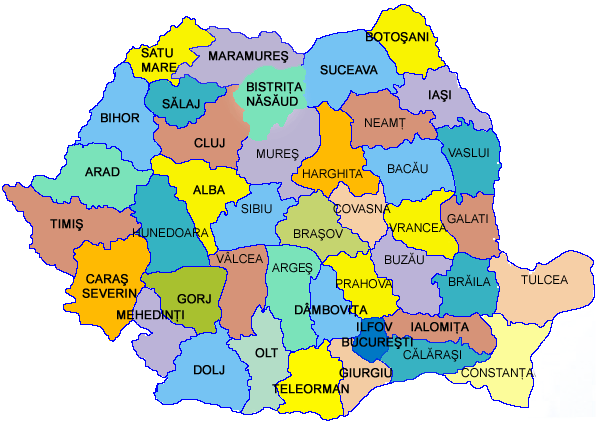 BOTOŞANI
SATU
MARE
MARAMUREŞ
SUCEAVA
BISTRIȚA
NĂSĂUD
IAŞI
SĂLAJ
BIHOR
NEAMȚ
CLUJ
MUREŞ
VASLUI
BACĂU
ARAD
HARGHITA
ALBA
SIBIU
COVASNA
GALATI
TIMIŞ
HUNEDOARA
BRAŞOV
VRANCEA
VÂLCEA
ARGEŞ
BUZĂU
CARAŞ
SEVERIN
PRAHOVA
BRĂILA
TULCEA
GORJ
MEHEDINȚI
DÂMBOVIȚA
ILFOV
BUCUREŞTI
IALOMIȚA
OLT
CĂLĂRAŞI
DOLJ
TELEORMAN
GIURGIU
CONSTANȚA